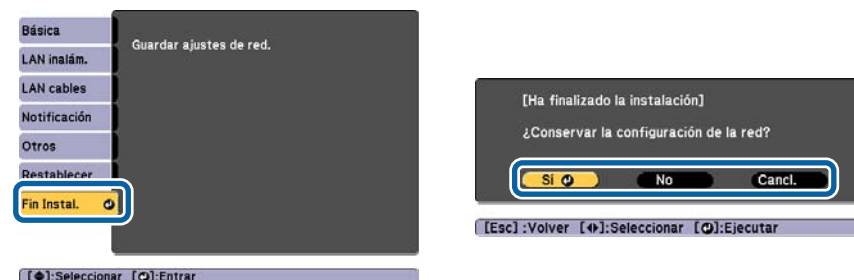 Básica
LAN inalám.
LAN cables
Notificación
Otros
Restablecer
Fin Instal.
Guardar ajustes de red.
[◆]:Seleccionar [↵]:Entrar
[Ha finalizado la instalación]
¿Conservar la configuración de la red?
Sí ↵ No Cancl.
[Esc] :Volver [◆]:Seleccionar [↵]:Ejecutar